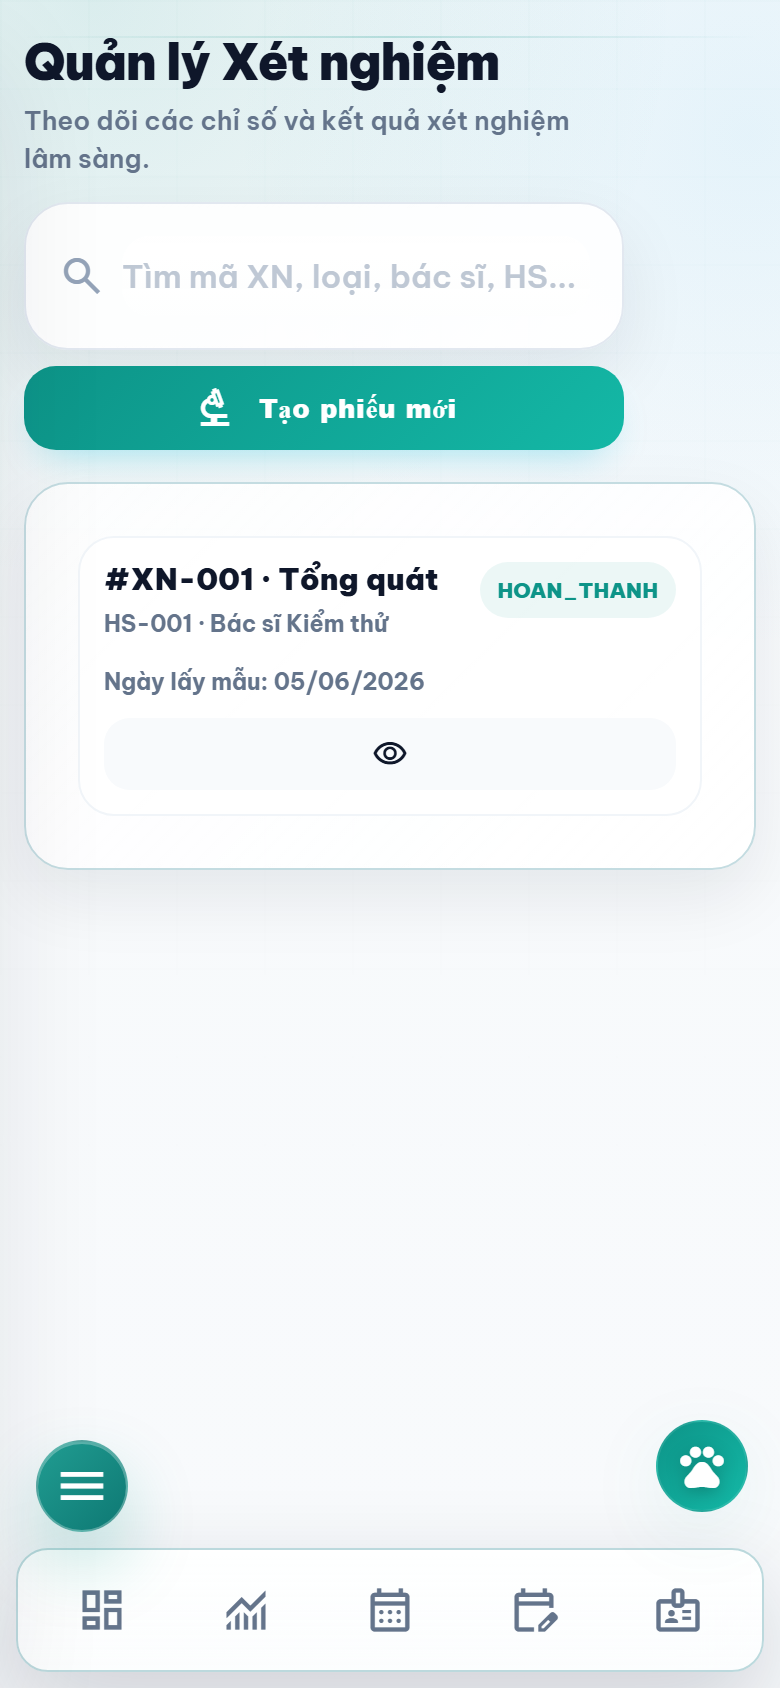 Quản lý Xét nghiệm
Theo dõi các chỉ số và kết quả xét nghiệm
lâm sàng.
Tìm mã XN, loại, bác sĩ, HS...
Tạo phiếu mới
#XN-001 · Tổng quát
HOAN_THANH
HS-001 · Bác sĩ Kiểm thử
Ngày lấy mẫu: 05/06/2026